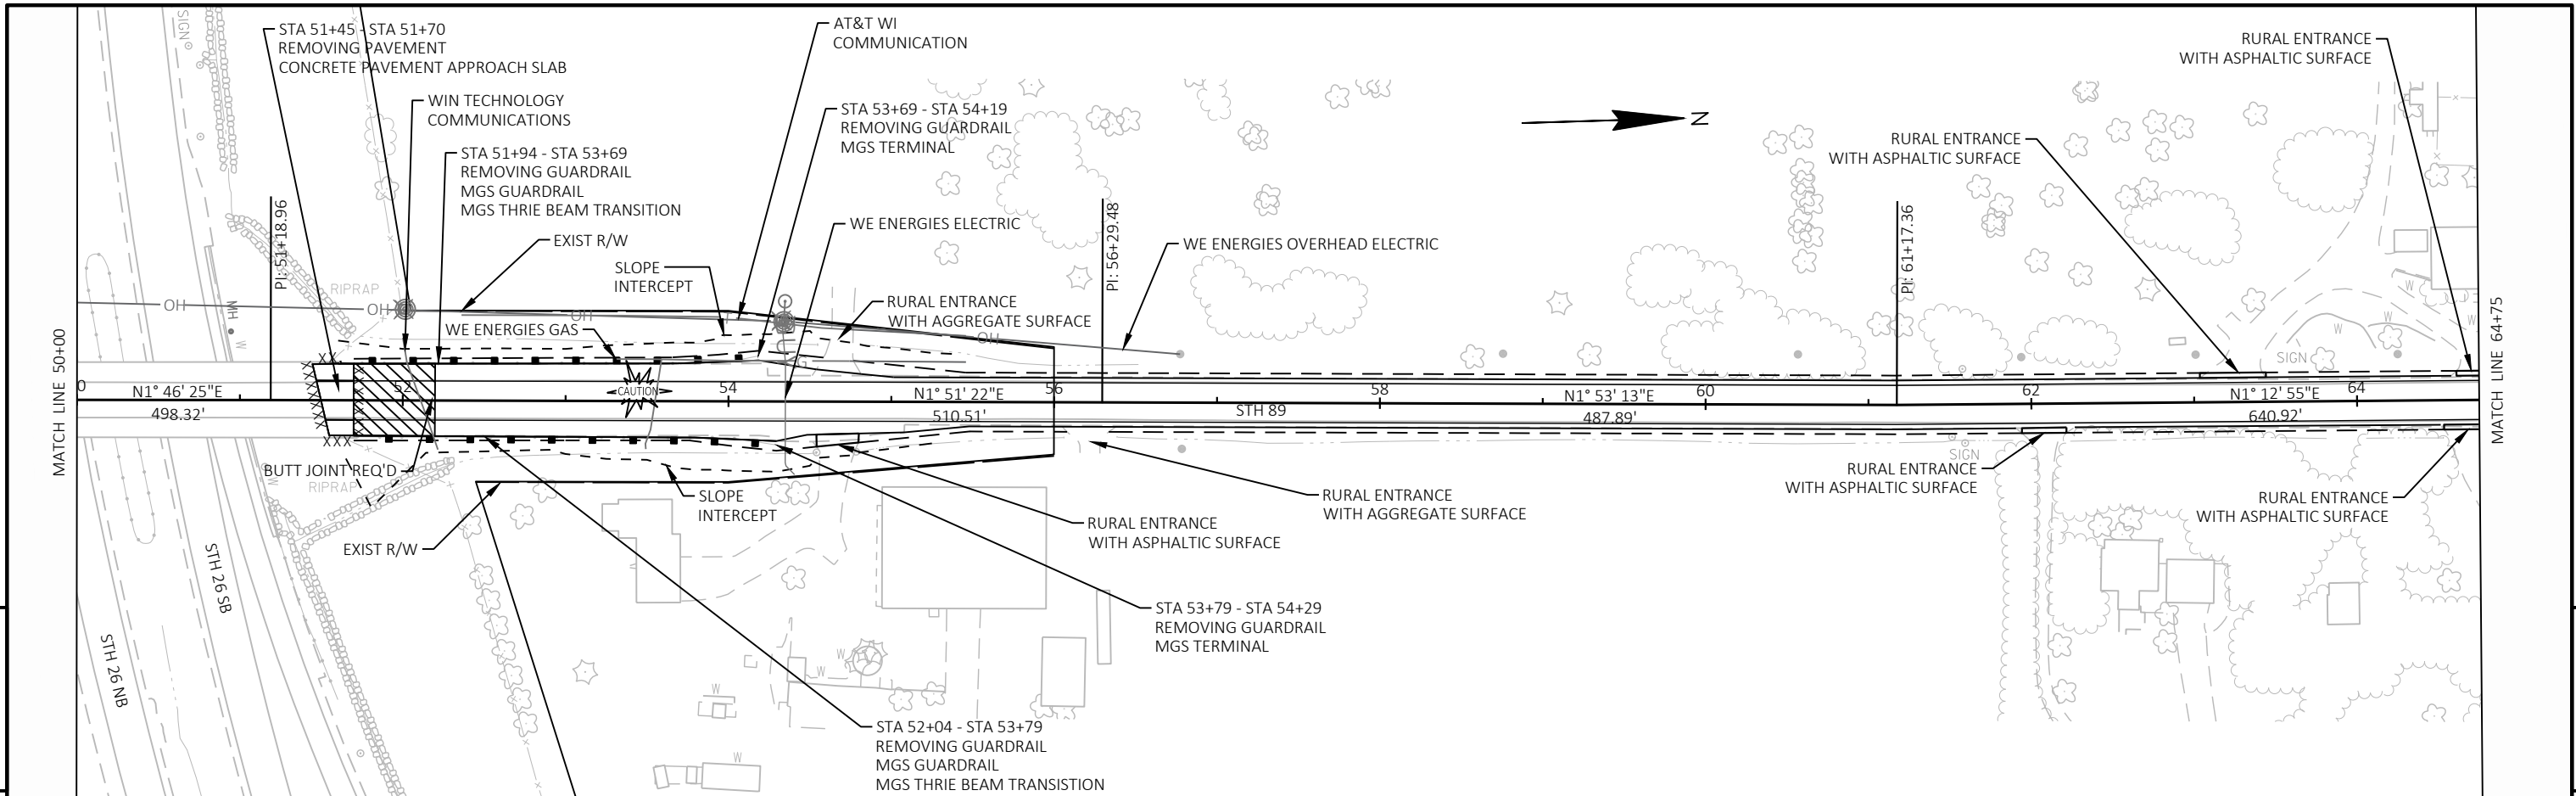 STA 51+45 - STA 51+70
REMOVING PAVEMENT
CONCRETE PAVEMENT APPROACH SLAB
WIN TECHNOLOGY
COMMUNICATIONS
STA 51+94 - STA 53+69
REMOVING GUARDRAIL
MGS GUARDRAIL
MGS THRIE BEAM TRANSITION
EXIST R/W
SLOPE
INTERCEPT
WE ENERGIES GAS
AT&T WI
COMMUNICATION
STA 53+69 - STA 54+19
REMOVING GUARDRAIL
MGS TERMINAL
WE ENERGIES ELECTRIC
RURAL ENTRANCE
WITH AGGREGATE SURFACE
WE ENERGIES OVERHEAD ELECTRIC
N
RURAL ENTRANCE
WITH ASPHALTIC SURFACE
RURAL ENTRANCE
WITH ASPHALTIC SURFACE
SIGN
PI: 51+18.96
PI: 56+29.48
PI: 61+17.36
RIPRAP
OH
OH
OH
OH
MH
W
W
W
W
W
SIGN
MATCH LINE 50+00
MATCH LINE 64+75
0
52
54
56
58
60
62
64
CAUTION
N1° 46' 25"E
498.32'
N1° 51' 22"E
510.51'
STH 89
N1° 53' 13"E
487.89'
N1° 12' 55"E
640.92'
BUTT JOINT REQ'D
RIPRAP
W
EXIST R/W
SLOPE
INTERCEPT
RURAL ENTRANCE
WITH ASPHALTIC SURFACE
RURAL ENTRANCE
WITH AGGREGATE SURFACE
SIGN
RURAL ENTRANCE
WITH ASPHALTIC SURFACE
RURAL ENTRANCE
WITH ASPHALTIC SURFACE
STH 26 SB
STH 26 NB
STA 53+79 - STA 54+29
REMOVING GUARDRAIL
MGS TERMINAL
W
W
W
W
STA 52+04 - STA 53+79
REMOVING GUARDRAIL
MGS GUARDRAIL
MGS THRIE BEAM TRANSISTION